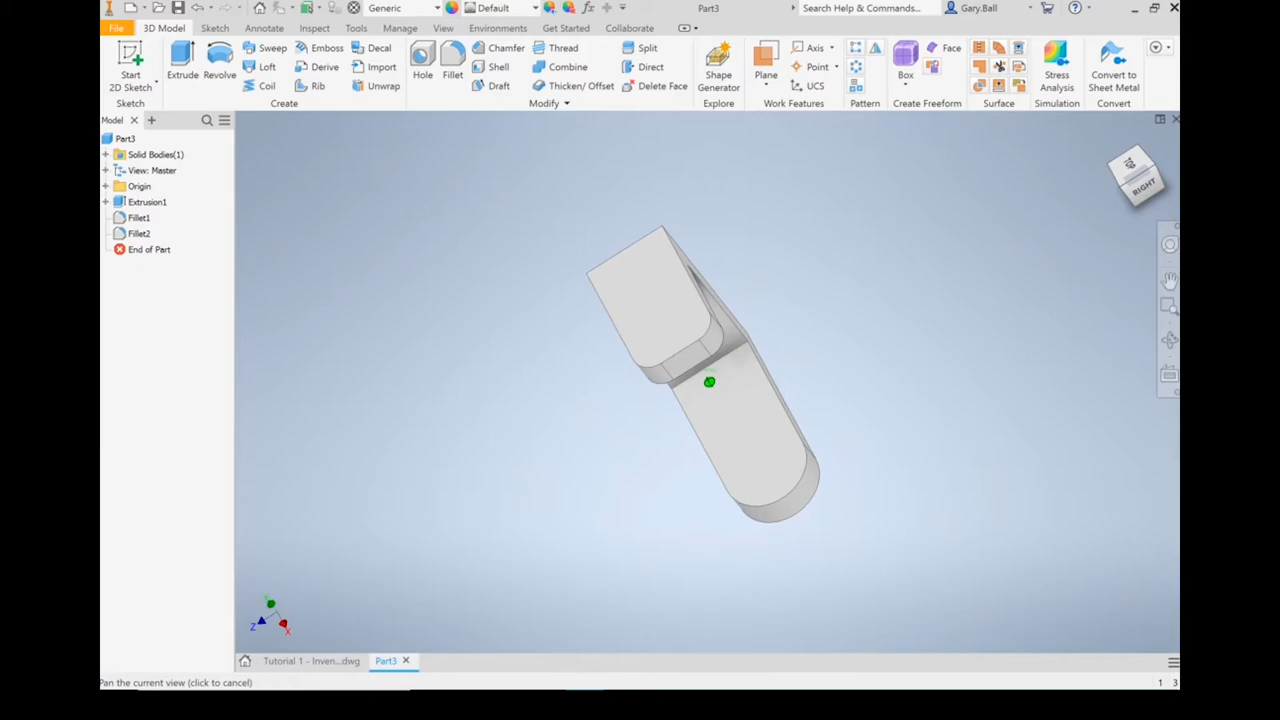 Generic Default Part3 Search Help & Commands... Gary.Ball
File 3D Model Sketch Annotate Inspect Tools Manage View Environments Get Started Collaborate
Sweep Emboss Decal Chamfer Thread Split Axis Face
Loft Derive Import Shell Combine Direct Point
Start 2D Sketch Extrude Revolve Hole Fillet Shape Generator Plane Box Stress Analysis Convert to Sheet Metal
Coil Rib Unwrap Draft Thicken/ Offset Delete Face UCS
Sketch Create Modify Explore Work Features Pattern Create Freeform Surface Simulation Convert
Model
Part3
Solid Bodies(1)
View: Master
Origin
Extrusion1
Fillet1
Fillet2
End of Part
RIGHT
Z X
Tutorial 1 - Inven...dwg Part3
Pan the current view (click to cancel) 1 3